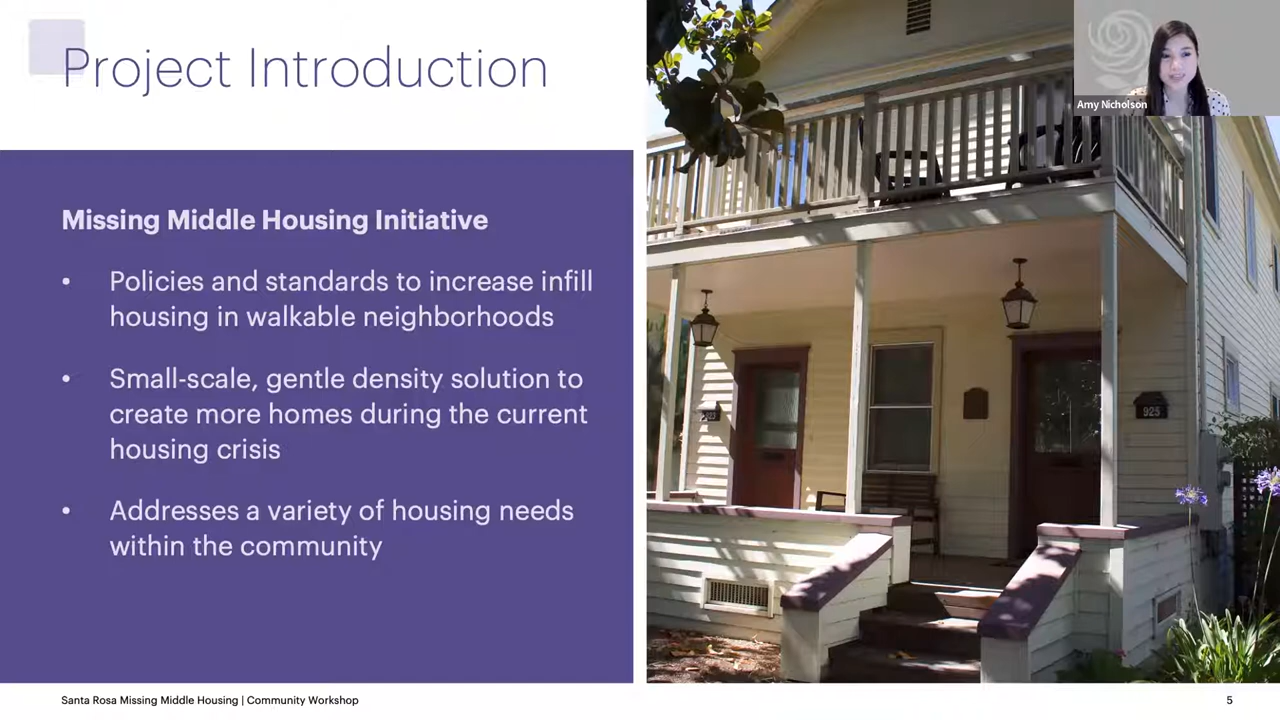 Project Introduction
Amy Nicholson
Missing Middle Housing Initiative
• Policies and standards to increase infill
housing in walkable neighborhoods
• Small-scale, gentle density solution to
create more homes during the current
housing crisis
• Addresses a variety of housing needs
within the community
925
Santa Rosa Missing Middle Housing | Community Workshop
5